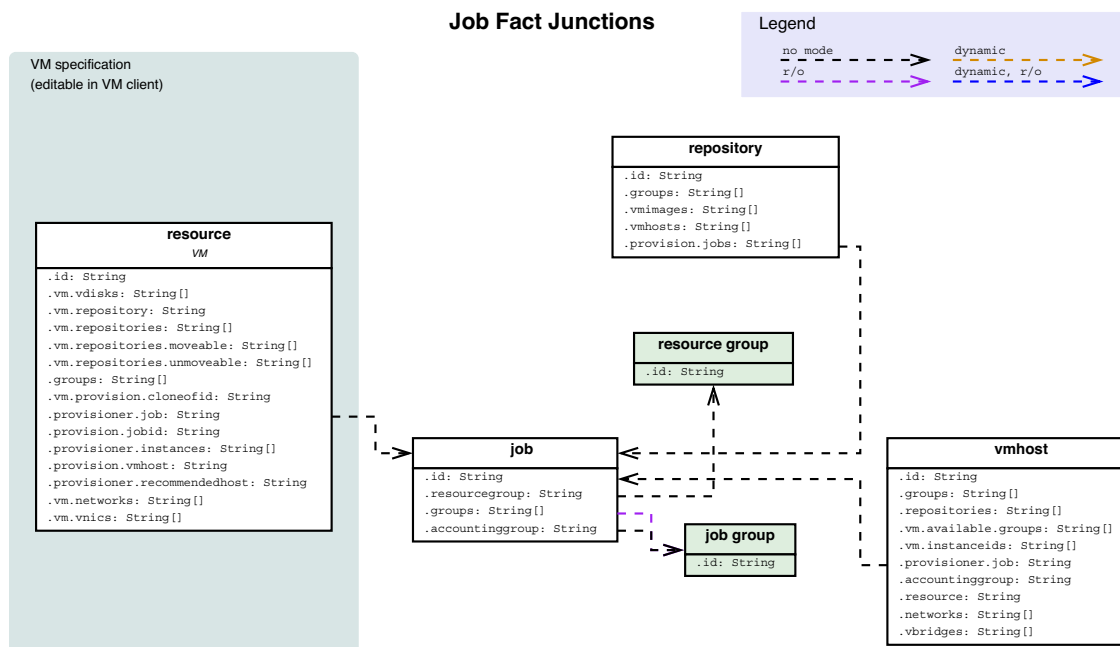 Job Fact Junctions
Legend
no mode
dynamic
r/o
dynamic, r/o
VM specification
(editable in VM client)
repository
.id: String
.groups: String[]
.vmimages: String[]
.vmhosts: String[]
.provision.jobs: String[]
resource
VM
.id: String
.vm.vdisks: String[]
.vm.repository: String
.vm.repositories: String[]
.vm.repositories.moveable: String[]
.vm.repositories.unmoveable: String[]
.groups: String[]
.vm.provision.cloneofid: String
.provisioner.job: String
.provision.jobid: String
.provisioner.instances: String[]
.provision.vmhost: String
.provisioner.recommendedhost: String
.vm.networks: String[]
.vm.vnics: String[]
resource group
.id: String
job
.id: String
.resourcegroup: String
.groups: String[]
.accountinggroup: String
job group
.id: String
vmhost
.id: String
.groups: String[]
.repositories: String[]
.vm.available.groups: String[]
.vm.instanceids: String[]
.provisioner.job: String
.accountinggroup: String
.resource: String
.networks: String[]
.vbridges: String[]